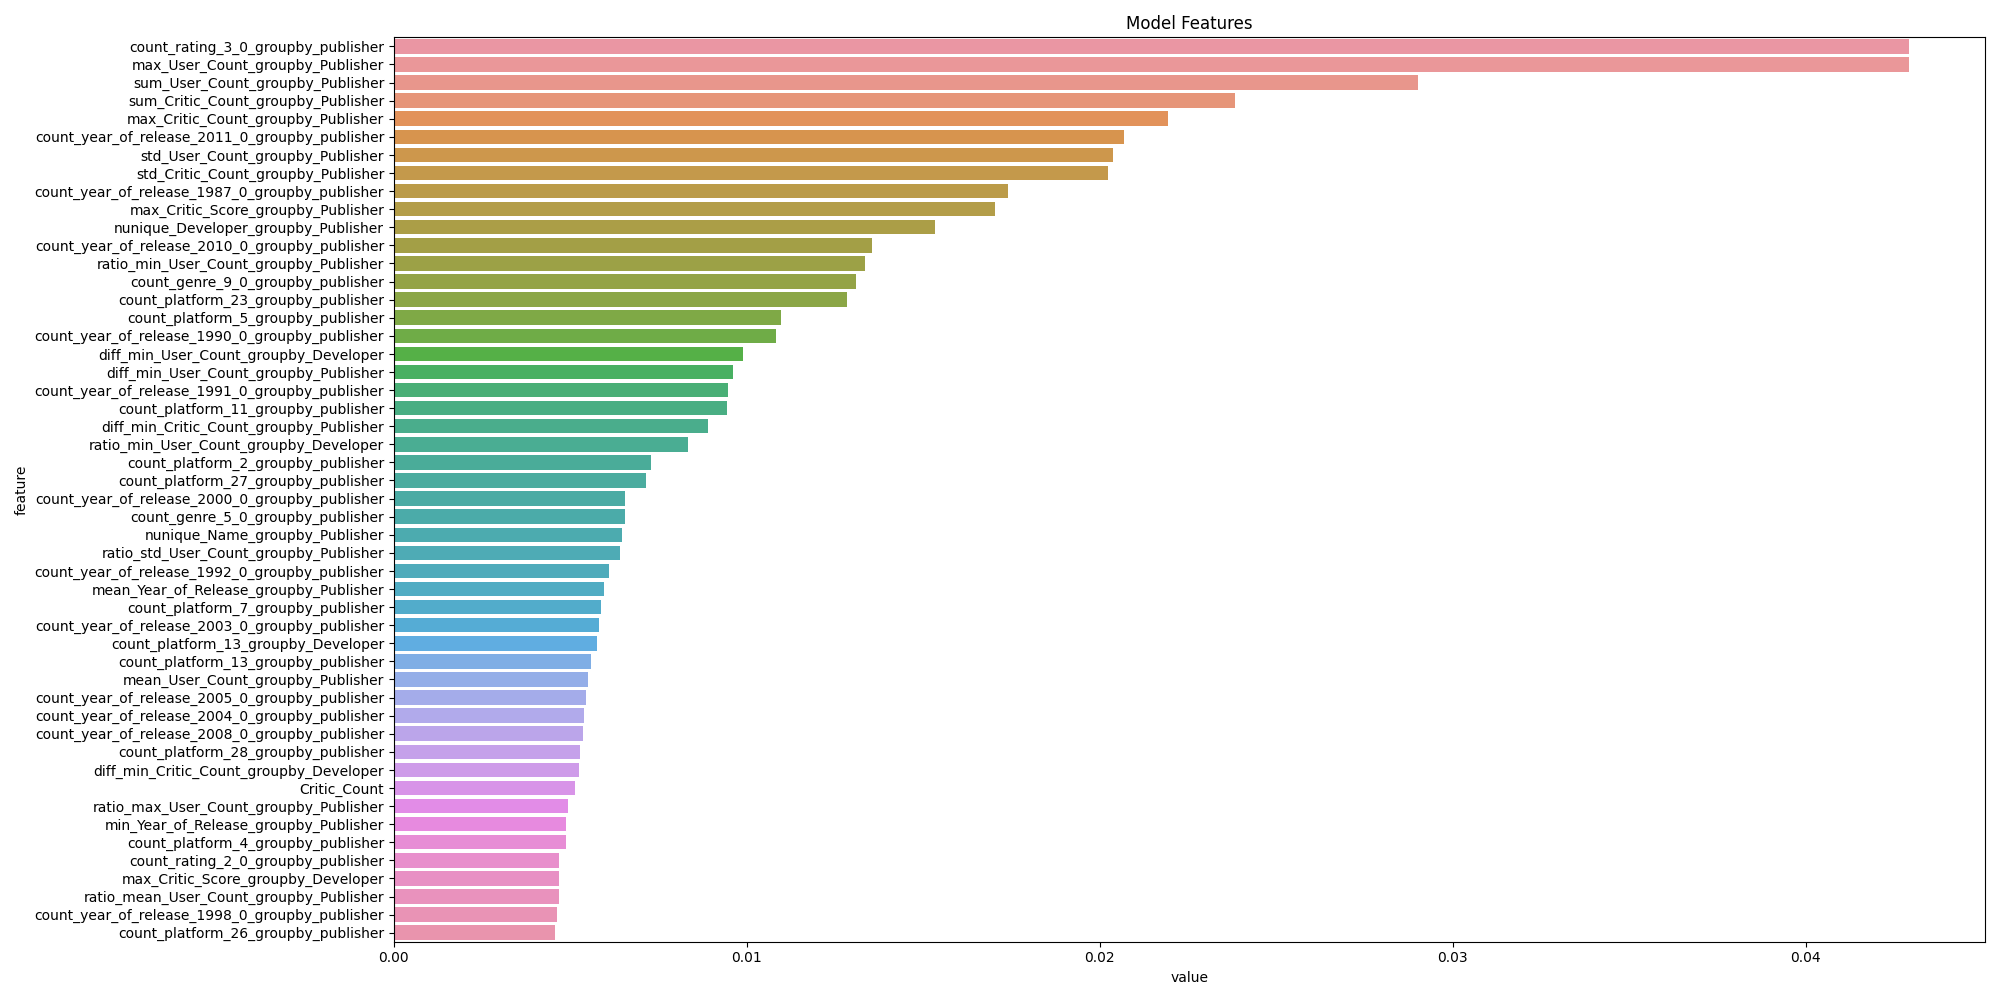 Model Features
count_rating_3_0_groupby_publisher
max_User_Count_groupby_Publisher
sum_User_Count_groupby_Publisher
sum_Critic_Count_groupby_Publisher
max_Critic_Count_groupby_Publisher
count_year_of_release_2011_0_groupby_publisher
std_User_Count_groupby_Publisher
std_Critic_Count_groupby_Publisher
count_year_of_release_1987_0_groupby_publisher
max_Critic_Score_groupby_Publisher
nunique_Developer_groupby_Publisher
count_year_of_release_2010_0_groupby_publisher
ratio_min_User_Count_groupby_Publisher
count_genre_9_0_groupby_publisher
count_platform_23_groupby_publisher
count_platform_5_groupby_publisher
count_year_of_release_1990_0_groupby_publisher
diff_min_User_Count_groupby_Developer
diff_min_User_Count_groupby_Publisher
count_year_of_release_1991_0_groupby_publisher
count_platform_11_groupby_publisher
diff_min_Critic_Count_groupby_Publisher
ratio_min_User_Count_groupby_Developer
count_platform_2_groupby_publisher
count_platform_27_groupby_publisher
count_year_of_release_2000_0_groupby_publisher
count_genre_5_0_groupby_publisher
nunique_Name_groupby_Publisher
ratio_std_User_Count_groupby_Publisher
count_year_of_release_1992_0_groupby_publisher
mean_Year_of_Release_groupby_Publisher
count_platform_7_groupby_publisher
count_year_of_release_2003_0_groupby_publisher
count_platform_13_groupby_Developer
count_platform_13_groupby_publisher
mean_User_Count_groupby_Publisher
count_year_of_release_2005_0_groupby_publisher
count_year_of_release_2004_0_groupby_publisher
count_year_of_release_2008_0_groupby_publisher
count_platform_28_groupby_publisher
diff_min_Critic_Count_groupby_Developer
Critic_Count
ratio_max_User_Count_groupby_Publisher
min_Year_of_Release_groupby_Publisher
count_platform_4_groupby_publisher
count_rating_2_0_groupby_publisher
max_Critic_Score_groupby_Developer
ratio_mean_User_Count_groupby_Publisher
count_year_of_release_1998_0_groupby_publisher
count_platform_26_groupby_publisher
feature
0.00 0.01 0.02 0.03 0.04
value